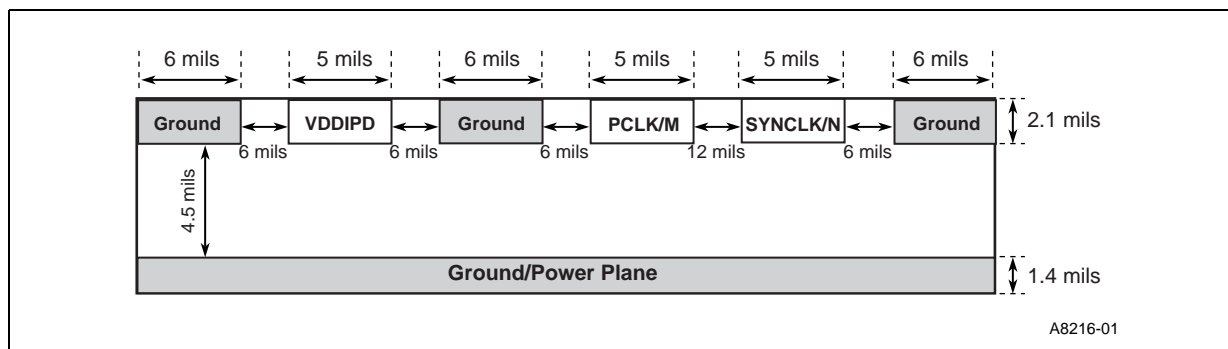 6 mils 5 mils 6 mils 5 mils 5 mils 6 mils
Ground VDDIPD Ground PCLK/M SYNCLK/N Ground 2.1 mils
6 mils 6 mils 6 mils 12 mils 6 mils
4.5 mils
Ground/Power Plane
1.4 mils
A8216-01